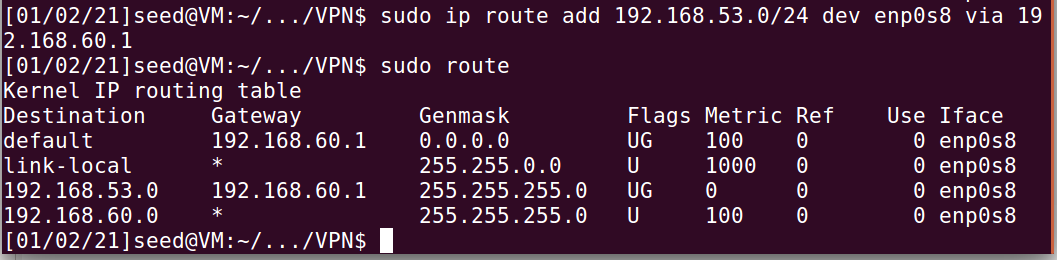 [01/02/21]seed@VM:~/.../VPN$ sudo ip route add 192.168.53.0/24 dev enp0s8 via 19
2.168.60.1
[01/02/21]seed@VM:~/.../VPN$ sudo route
Kernel IP routing table
Destination     Gateway         Genmask         Flags Metric Ref    Use Iface
default         192.168.60.1    0.0.0.0         UG    100    0        0 enp0s8
link-local      *               255.255.0.0     U     1000   0        0 enp0s8
192.168.53.0    192.168.60.1    255.255.255.0   UG    0      0        0 enp0s8
192.168.60.0    *               255.255.255.0   U     100    0        0 enp0s8
[01/02/21]seed@VM:~/.../VPN$